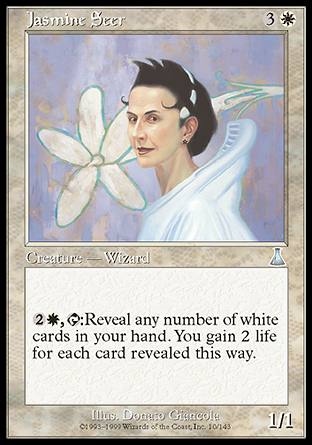 Jasmine Seer 3
Creature — Wizard
2 , :Reveal any number of white
cards in your hand. You gain 2 life
for each card revealed this way.
Illus. Donato Giancola
©1993-1999 Wizards of the Coast, Inc. 10/143
1/1